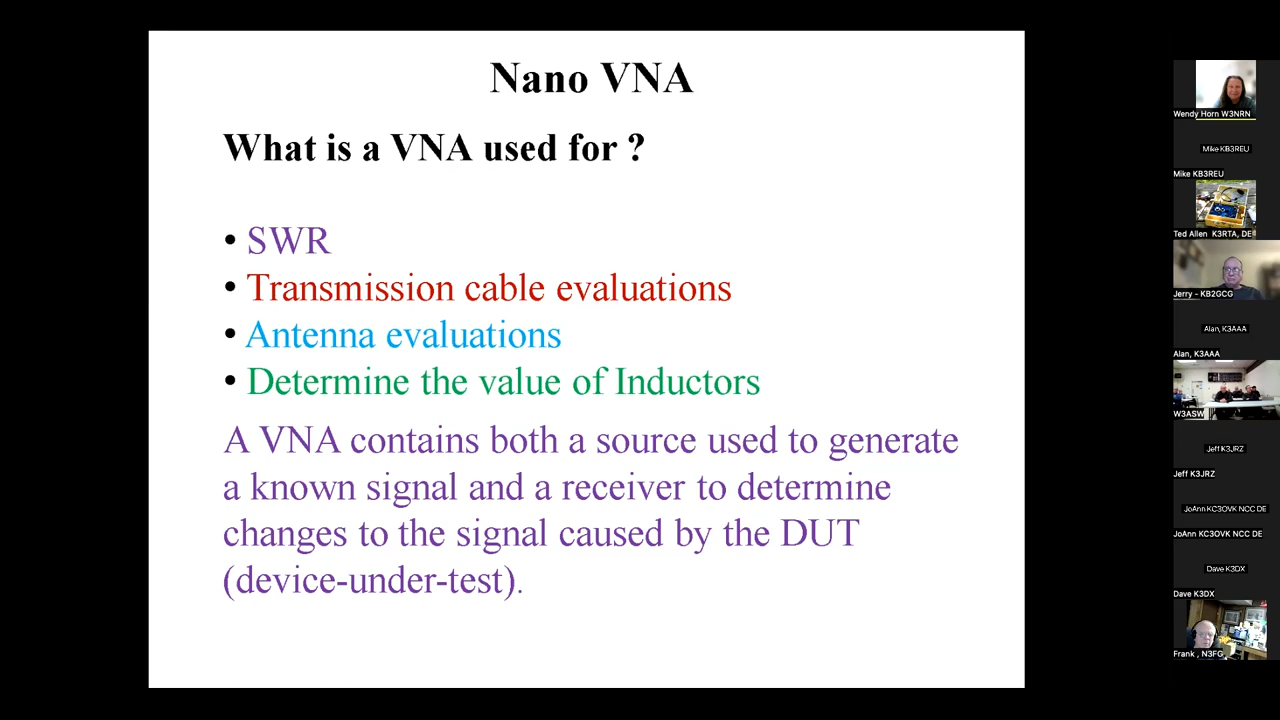 Nano VNA
What is a VNA used for ?
• SWR
• Transmission cable evaluations
• Antenna evaluations
• Determine the value of Inductors
A VNA contains both a source used to generate
a known signal and a receiver to determine
changes to the signal caused by the DUT
(device-under-test).
Wendy Horn W3NRN
Mike KB3REU
Mike KB3REU
Ted Allen K3RTA, DE
Jerry - KB2GCG
Alan, K3AAA
Alan, K3AAA
W3ASW
Jeff K3JRZ
Jeff K3JRZ
JoAnn KC3OVK NCC DE
JoAnn KC3OVK NCC DE
Dave K3DX
Dave K3DX
Frank , N3FG